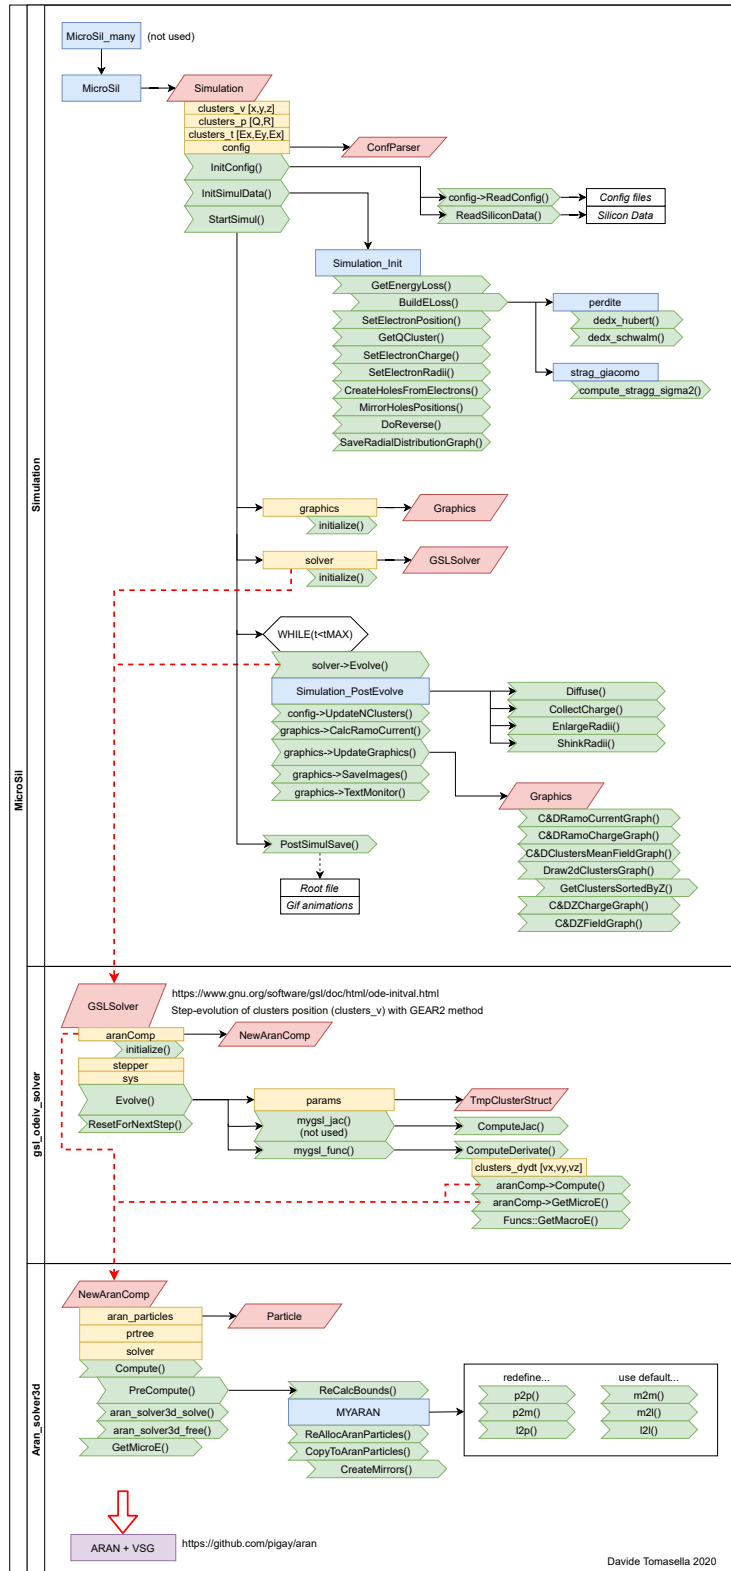 MicroSil_many
(not used)
MicroSil
Simulation
clusters_v [x,y,z]
clusters_p [Q,R]
clusters_t [Ex,Ey,Ex]
config
ConfParser
InitConfig()
InitSimulData()
config->ReadConfig()
Config files
ReadSiliconData()
Silicon Data
StartSimul()
Simulation_Init
GetEnergyLoss()
BuildELoss()
perdite
SetElectronPosition()
dedx_hubert()
GetQCluster()
dedx_schwalm()
SetElectronCharge()
SetElectronRadii()
strag_giacomo
CreateHolesFromElectrons()
compute_stragg_sigma2()
MirrorHolesPositions()
DoReverse()
SaveRadialDistributionGraph()
Simulation
graphics
Graphics
initialize()
solver
GSLSolver
initialize()
WHILE(t<tMAX)
solver->Evolve()
Simulation_PostEvolve
Diffuse()
config->UpdateNClusters()
CollectCharge()
graphics->CalcRamoCurrent()
EnlargeRadii()
graphics->UpdateGraphics()
ShinkRadii()
graphics->SaveImages()
graphics->TextMonitor()
Graphics
MicroSil
C&DRamoCurrentGraph()
C&DRamoChargeGraph()
PostSimulSave()
C&DClustersMeanFieldGraph()
Draw2dClustersGraph()
Root file
GetClustersSortedByZ()
Gif animations
C&DZChargeGraph()
C&DZFieldGraph()
GSLSolver
https://www.gnu.org/software/gsl/doc/html/ode-initval.html
Step-evolution of clusters position (clusters_v) with GEAR2 method
aranComp
NewAranComp
initialize()
stepper
sys
gsl_odeiv_solver
Evolve()
params
TmpClusterStruct
ResetForNextStep()
mygsl_jac()
(not used)
ComputeJac()
mygsl_func()
ComputeDerivate()
clusters_dydt [vx,vy,vz]
aranComp->Compute()
aranComp->GetMicroE()
Funcs::GetMacroE()
NewAranComp
aran_particles
Particle
prtree
solver
Compute()
PreCompute()
ReCalcBounds()
aran_solver3d_solve()
MYARAN
aran_solver3d_free()
ReAllocAranParticles()
GetMicroE()
CopyToAranParticles()
CreateMirrors()
redefine...
use default...
p2p()
m2m()
p2m()
m2l()
l2p()
l2l()
Aran_solver3d
ARAN + VSG
https://github.com/pigay/aran
Davide Tomasella 2020